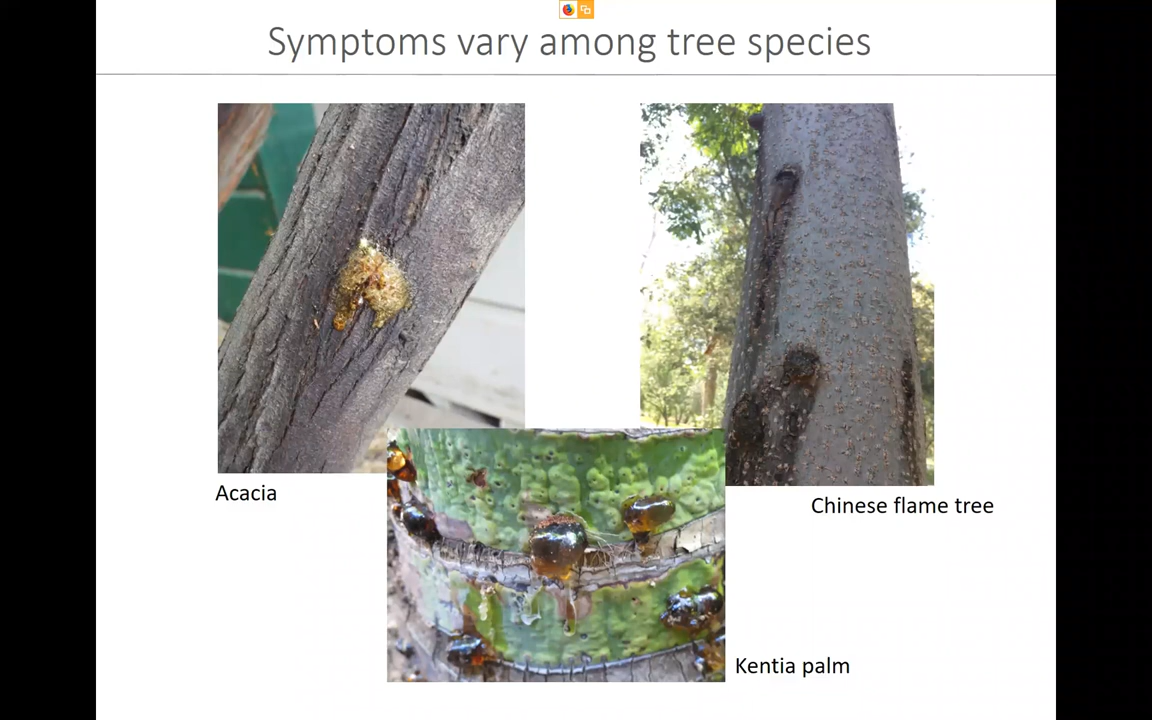 Symptoms vary among tree species
Acacia
Chinese flame tree
Kentia palm